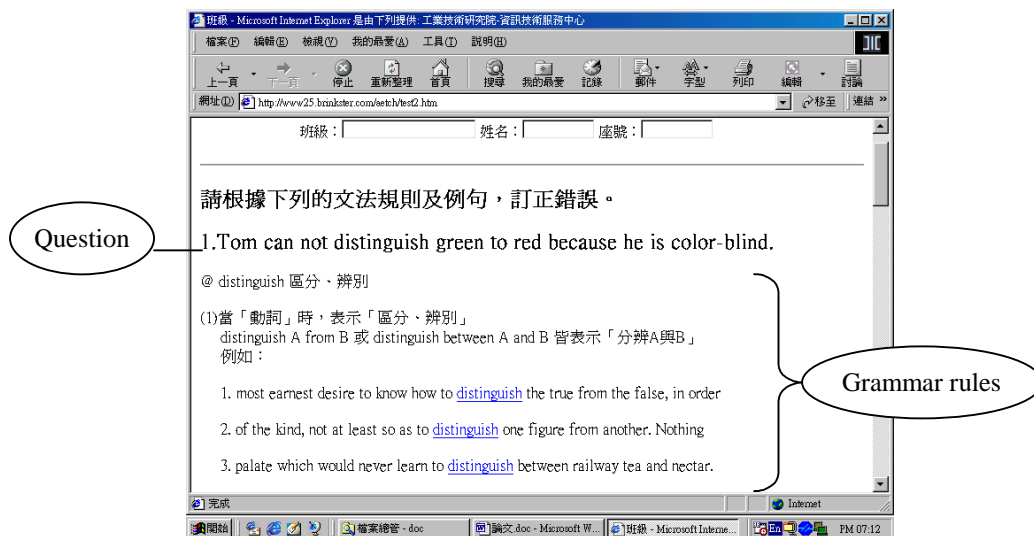 班級 - Microsoft Internet Explorer 是由下列提供: 工業技術研究院-資訊技術服務中心
檔案(F) 編輯(E) 檢視(V) 我的最愛(A) 工具(T) 說明(H)
上一頁 下一頁 停止 重新整理 首頁 搜尋 我的最愛 記錄 郵件 字型 列印 編輯 討論
網址(D) http://www25.brinkster.com/aetch/test2.htm 移至 連結 »
班級： 姓名： 座號：
請根據下列的文法規則及例句，訂正錯誤。
Question
1.Tom can not distinguish green to red because he is color-blind.
@ distinguish 區分、辨別
(1)當「動詞」時，表示「區分、辨別」
distinguish A from B 或 distinguish between A and B 皆表示「分辨A與B」
例如：
Grammar rules
1. most earnest desire to know how to distinguish the true from the false, in order
2. of the kind, not at least so as to distinguish one figure from another. Nothing
3. palate which would never learn to distinguish between railway tea and nectar.
完成 Internet
開始 檔案總管 - doc 論文.doc - Microsoft W... 班級 - Microsoft Interne... En PM 07:12